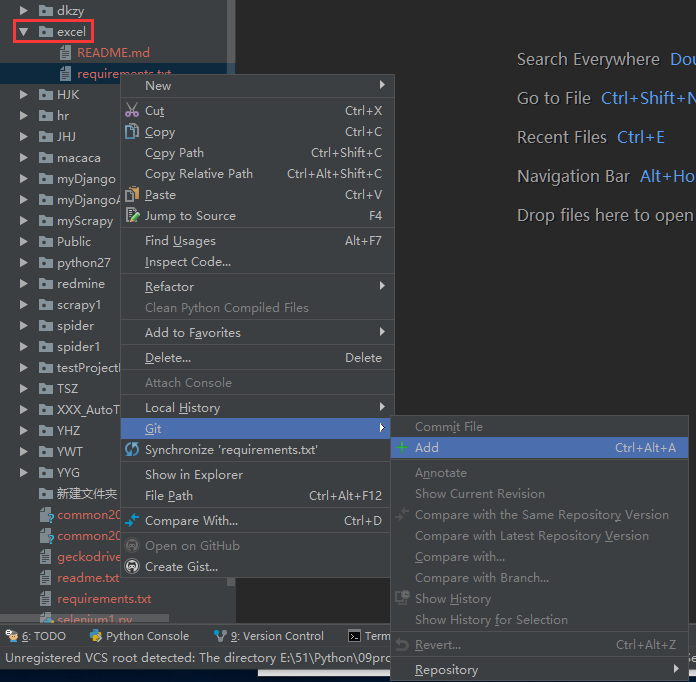 dkzy
excel
README.md
requirements.txt
HJK
hr
JHJ
macaca
myDjango
myDjangoA
myScrapy
Public
python27
redmine
scrapy1
spider
spider1
testProject
TSZ
XXX_AutoT
YHZ
YWT
YYG
新建文件夹
common20
common20
geckodrive
readme.txt
requirements.txt
selenium1.py
New
Cut Ctrl+X
Copy Ctrl+C
Copy Path Ctrl+Shift+C
Copy Relative Path Ctrl+Alt+Shift+C
Paste Ctrl+V
Jump to Source F4
Find Usages Alt+F7
Inspect Code...
Refactor
Clean Python Compiled Files
Add to Favorites
Delete... Delete
Attach Console
Local History
Git
Synchronize 'requirements.txt'
Show in Explorer
File Path Ctrl+Alt+F12
Compare With... Ctrl+D
Open on GitHub
Create Gist...
Commit File
Add Ctrl+Alt+A
Annotate
Show Current Revision
Compare with the Same Repository Version
Compare with Latest Repository Version
Compare with...
Compare with Branch...
Show History
Show History for Selection
Revert... Ctrl+Alt+Z
Repository
Search Everywhere Dou
Go to File Ctrl+Shift+N
Recent Files Ctrl+E
Navigation Bar Alt+Ho
Drop files here to open
6: TODO Python Console 9: Version Control Term
Unregistered VCS root detected: The directory E:\51\Python\09pro